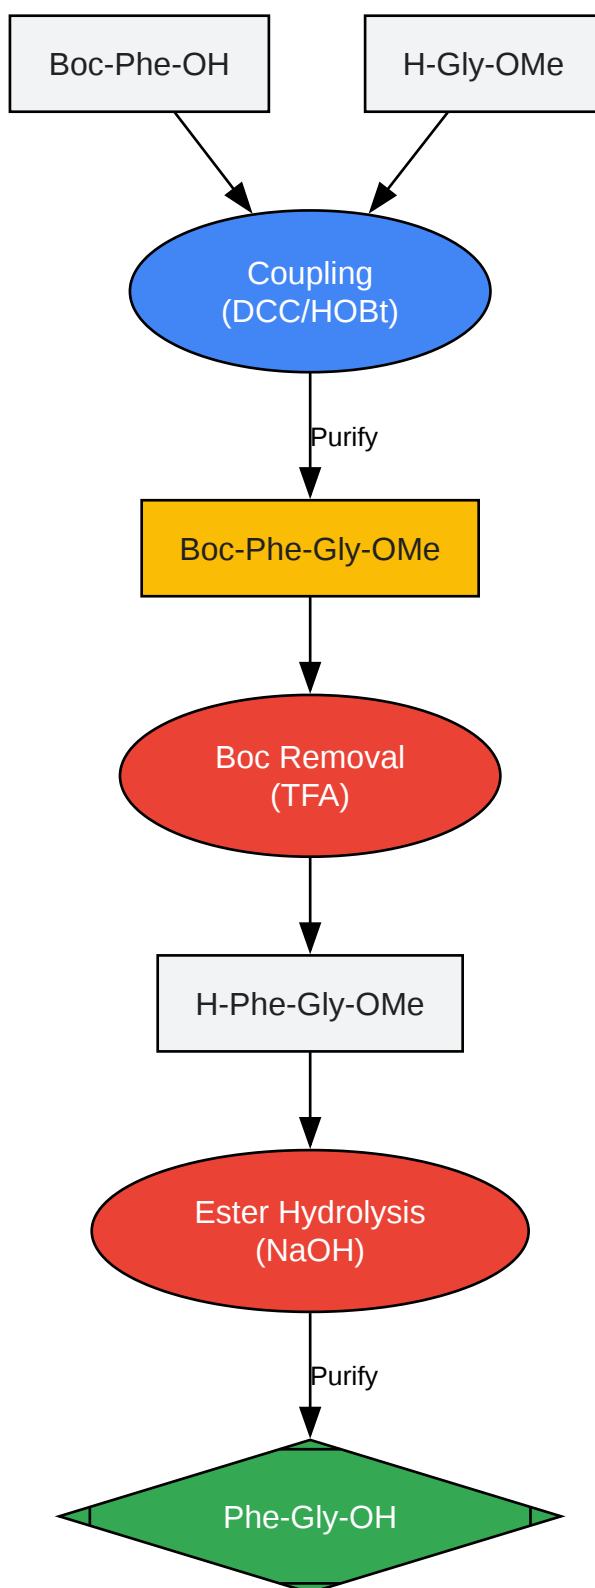 Boc-Phe-OH
H-Gly-OMe
Coupling
(DCC/HOBt)
Purify
Boc-Phe-Gly-OMe
Boc Removal
(TFA)
H-Phe-Gly-OMe
Ester Hydrolysis
(NaOH)
Purify
Phe-Gly-OH